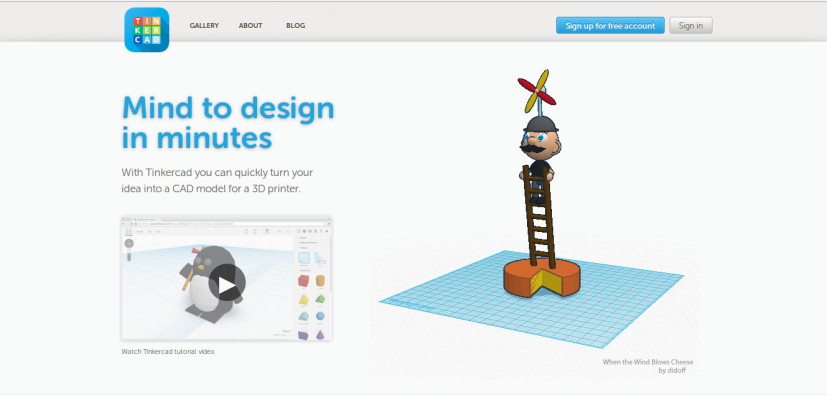 TIN
KER
CAD
GALLERY
ABOUT
BLOG
Sign up for free account
Sign in
Mind to design
in minutes
With Tinkercad you can quickly turn your
idea into a CAD model for a 3D printer.
Watch Tinkercad tutorial video
When the Wind Blows Cheese
by didoff